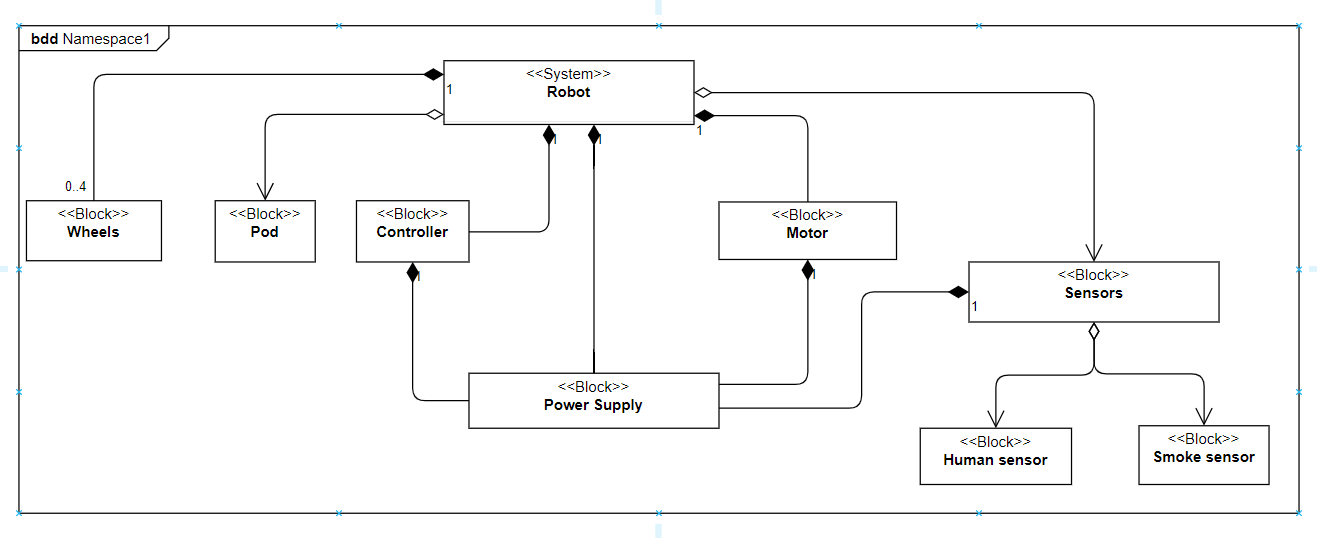 bdd Namespace1
<<System>>
Robot
1
1
1
1
0..4
<<Block>>
Wheels
<<Block>>
Pod
<<Block>>
Controller
1
<<Block>>
Motor
1
<<Block>>
Sensors
1
<<Block>>
Power Supply
<<Block>>
Human sensor
<<Block>>
Smoke sensor